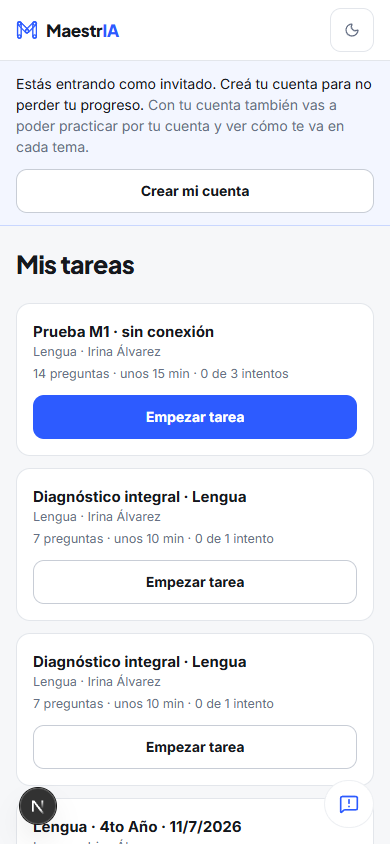 MaestrIA
Estás entrando como invitado. Creá tu cuenta para no
perder tu progreso. Con tu cuenta también vas a
poder practicar por tu cuenta y ver cómo te va en
cada tema.
Crear mi cuenta
Mis tareas
Prueba M1 · sin conexión
Lengua · Irina Álvarez
14 preguntas · unos 15 min · 0 de 3 intentos
Empezar tarea
Diagnóstico integral · Lengua
Lengua · Irina Álvarez
7 preguntas · unos 10 min · 0 de 1 intento
Empezar tarea
Diagnóstico integral · Lengua
Lengua · Irina Álvarez
7 preguntas · unos 10 min · 0 de 1 intento
Empezar tarea
N
Lengua · 4to Año · 11/7/2026